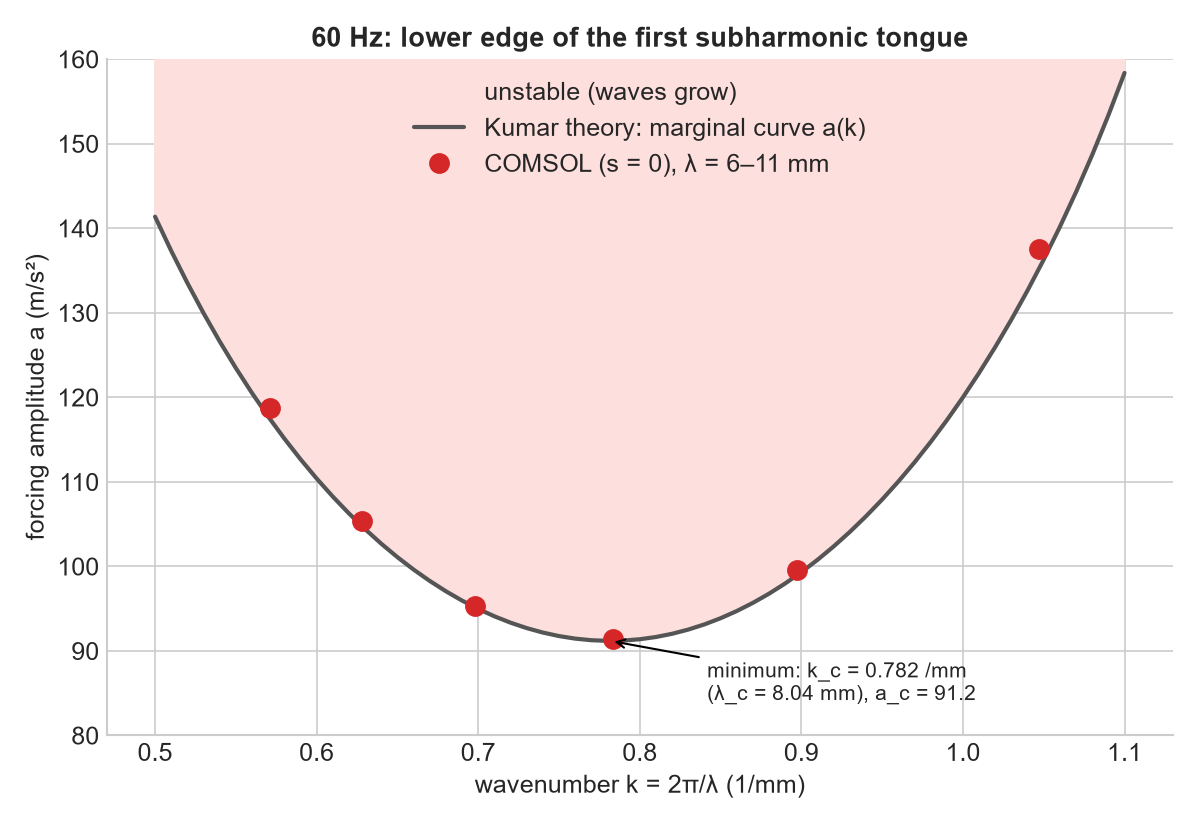 60 Hz: lower edge of the first subharmonic tongue
unstable (waves grow)
Kumar theory: marginal curve a(k)
COMSOL (s = 0), λ = 6–11 mm
forcing amplitude a (m/s²)
160
150
140
130
120
110
100
90
80
minimum: k_c = 0.782 /mm
(λ_c = 8.04 mm), a_c = 91.2
0.5 0.6 0.7 0.8 0.9 1.0 1.1
wavenumber k = 2π/λ (1/mm)